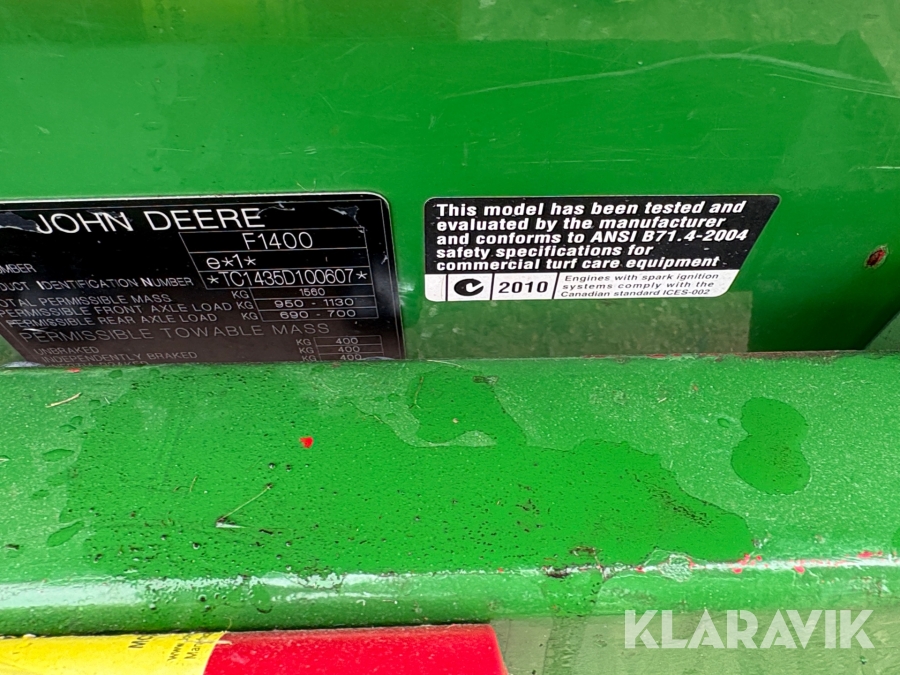 JOHN DEERE
F1400
NUMBER e*1*
PRODUCT IDENTIFICATION NUMBER *TC1435D100607*
TOTAL PERMISSIBLE MASS KG 1560
PERMISSIBLE FRONT AXLE LOAD KG 950 - 1130
PERMISSIBLE REAR AXLE LOAD KG 690 - 700
PERMISSIBLE TOWABLE MASS
UNBRAKED KG 400
INDEPENDENTLY BRAKED KG 400
KG 400
This model has been tested and
evaluated by the manufacturer
and conforms to ANSI B71.4-2004
safety specifications for
commercial turf care equipment
C 2010 Engines with spark ignition
systems comply with the
Canadian standard ICES-002
KLARAVIK